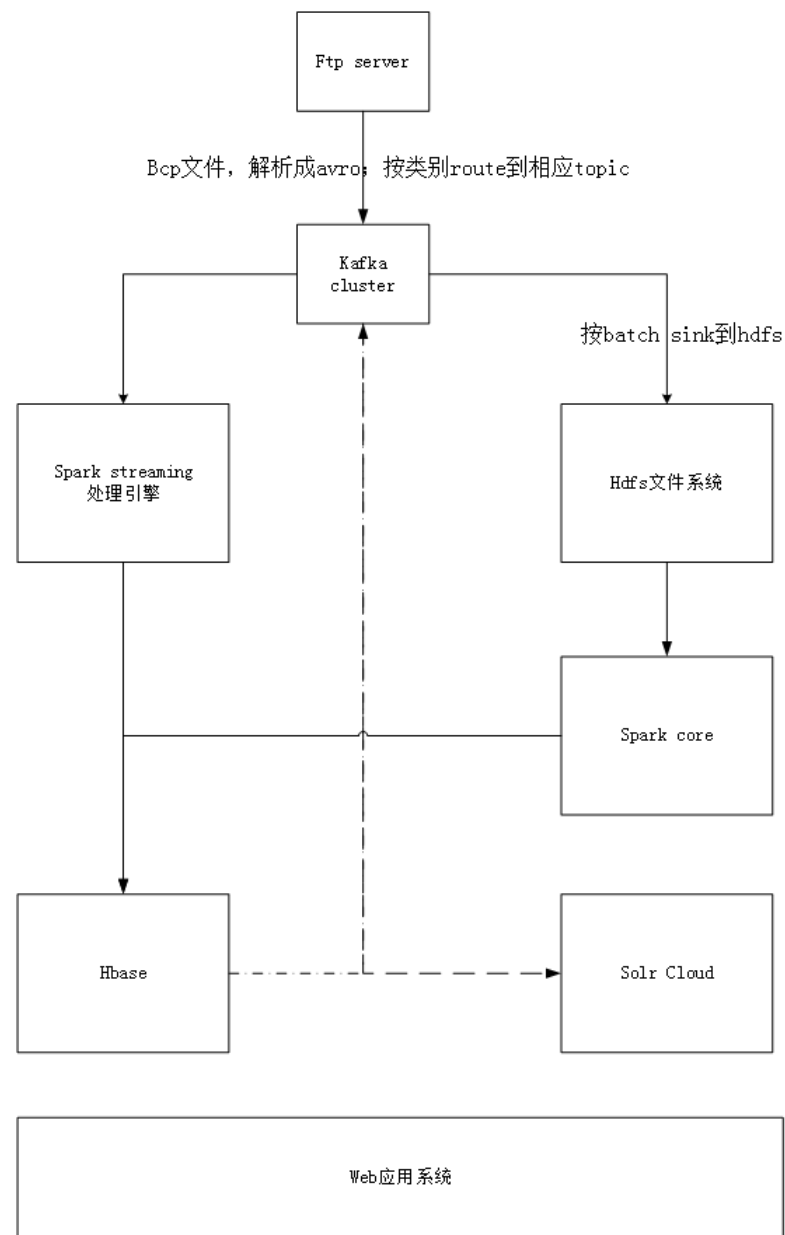 Ftp server
Bcp文件，解析成avro；按类别route到相应topic
Kafka
cluster
按batch sink到hdfs
Spark streaming
处理引擎
Hdfs文件系统
Spark core
Hbase
Solr Cloud
Web应用系统